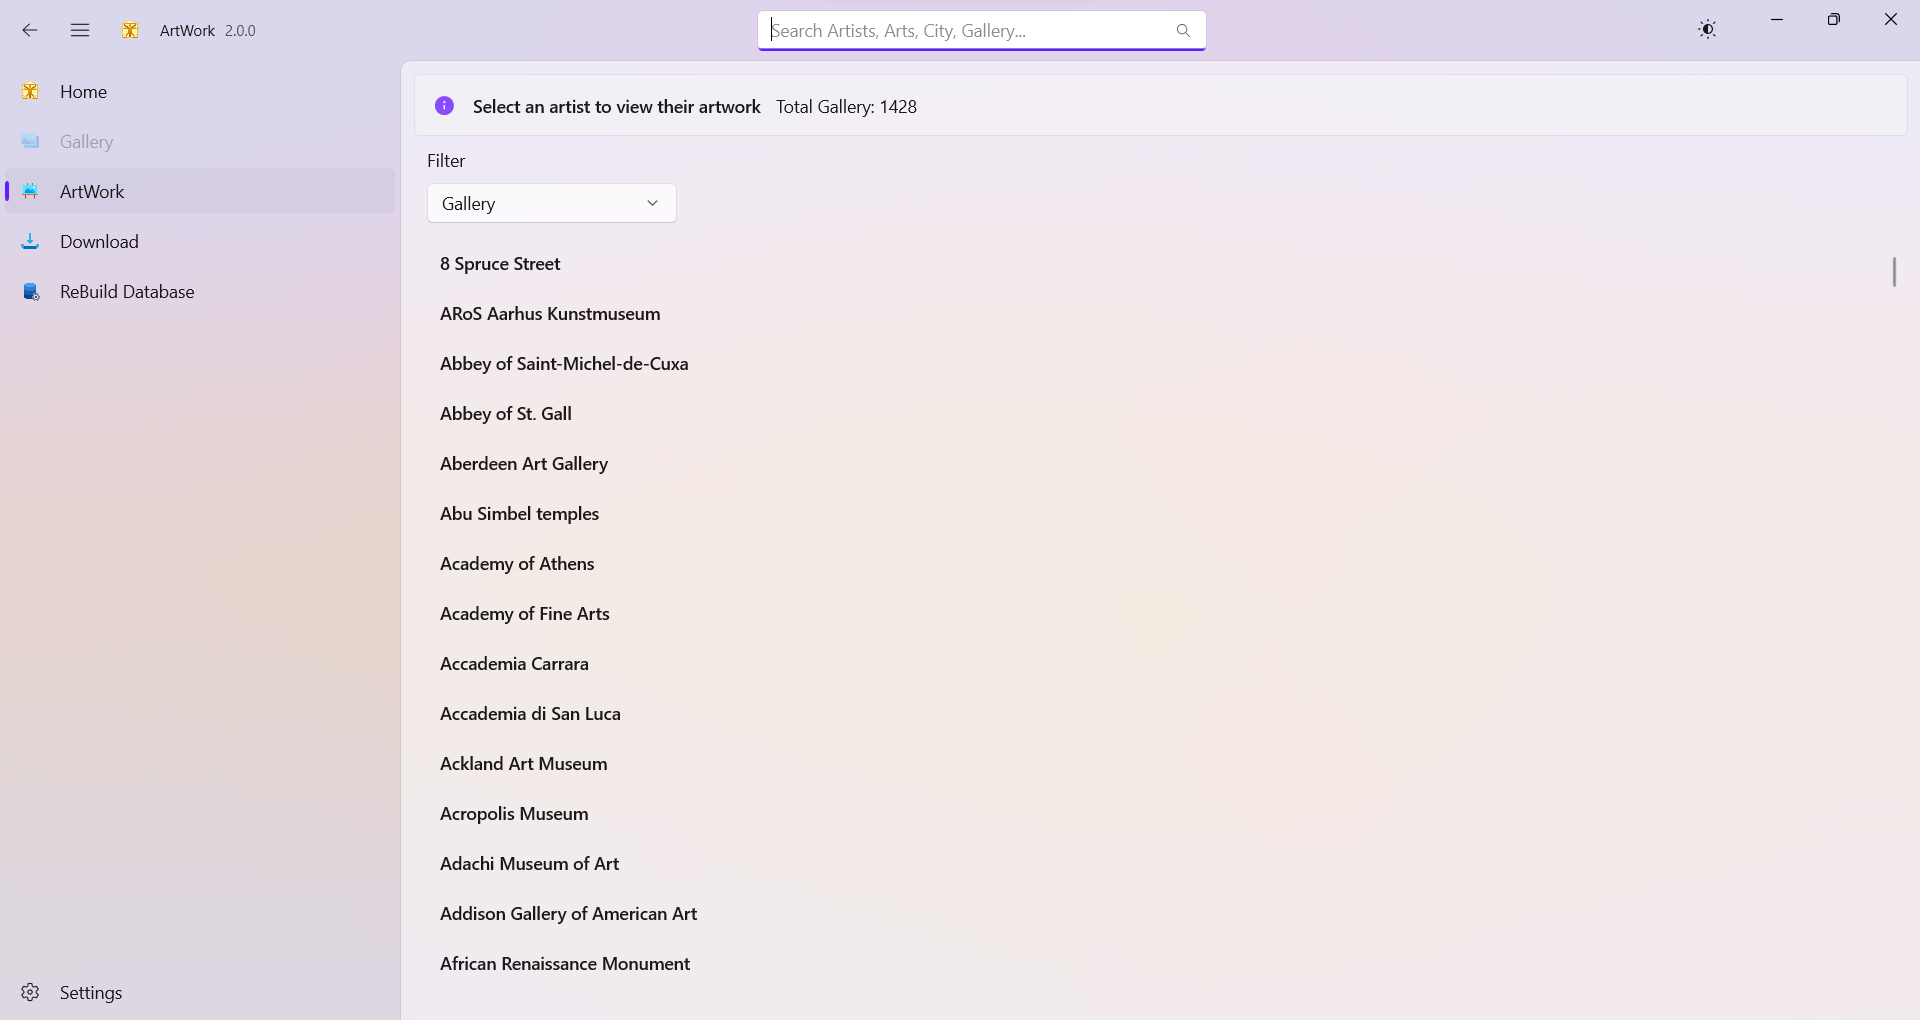 ArtWork 2.0.0
Search Artists, Arts, City, Gallery...
Home
Gallery
ArtWork
Download
ReBuild Database
Settings
Select an artist to view their artwork Total Gallery: 1428
Filter
Gallery
8 Spruce Street
ARoS Aarhus Kunstmuseum
Abbey of Saint-Michel-de-Cuxa
Abbey of St. Gall
Aberdeen Art Gallery
Abu Simbel temples
Academy of Athens
Academy of Fine Arts
Accademia Carrara
Accademia di San Luca
Ackland Art Museum
Acropolis Museum
Adachi Museum of Art
Addison Gallery of American Art
African Renaissance Monument